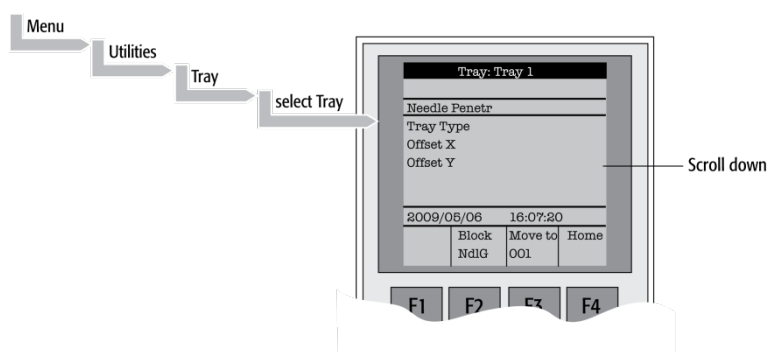 Menu
Utilities
Tray
select Tray
Tray: Tray 1
Needle Penetr
Tray Type
Offset X
Offset Y
Scroll down
2009/05/06 16:07:20
Block Move to Home
NdlG 001
F1 F2 F3 F4